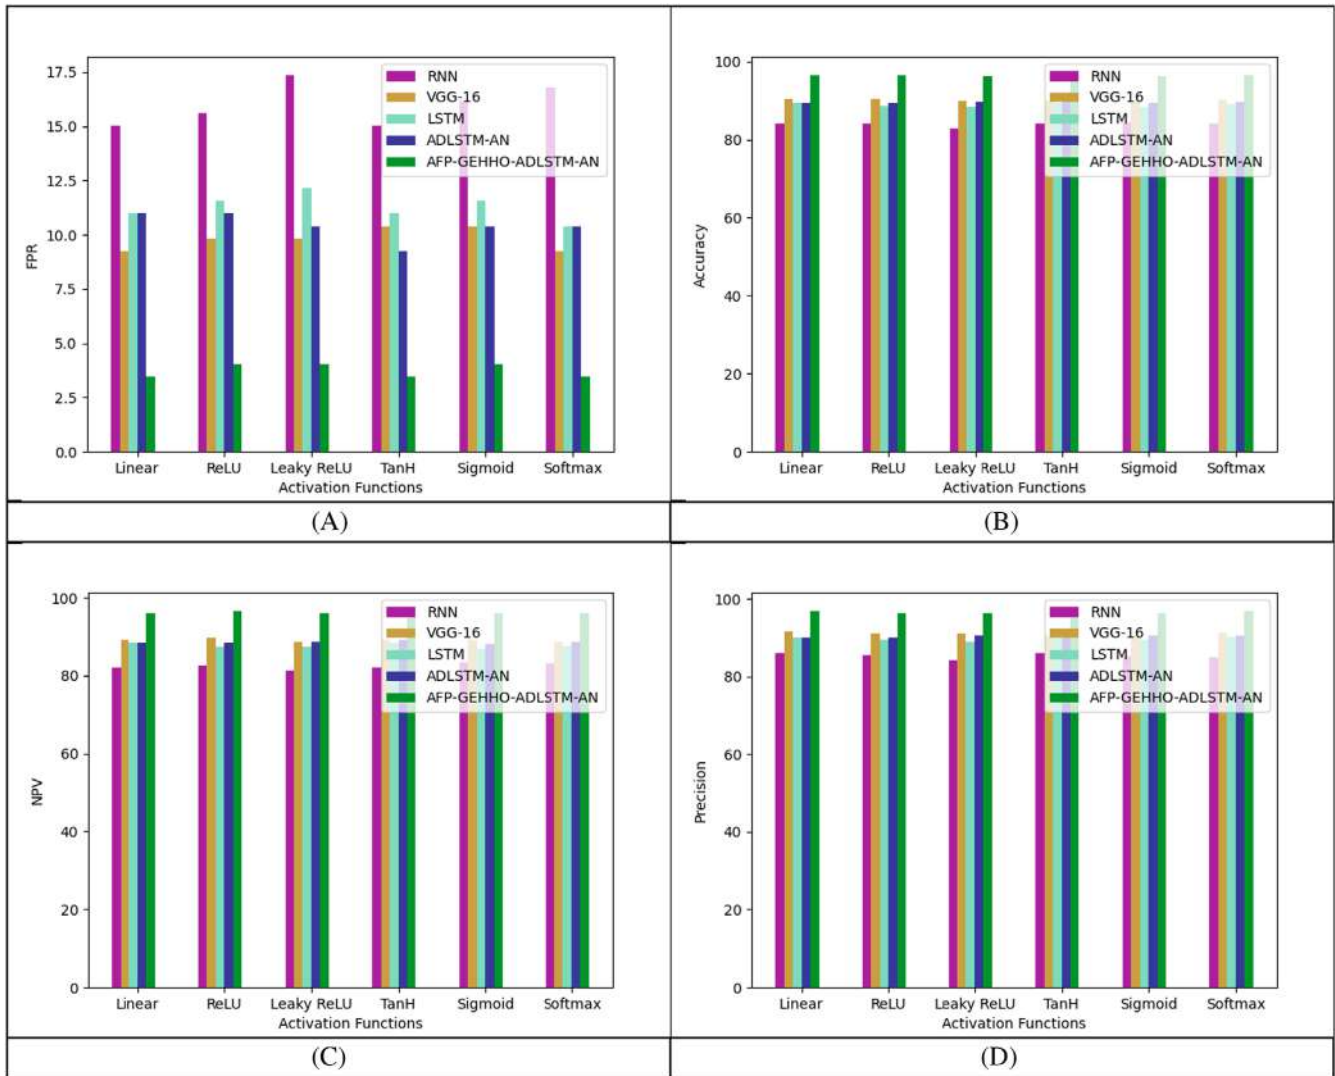 17.5
15.0
12.5
10.0
7.5
5.0
2.5
0.0
FPR
RNN
VGG-16
LSTM
ADLSTM-AN
AFP-GEHHO-ADLSTM-AN
Linear ReLU Leaky ReLU TanH Sigmoid Softmax
Activation Functions
(A)
100
80
60
40
20
0
Accuracy
RNN
VGG-16
LSTM
ADLSTM-AN
AFP-GEHHO-ADLSTM-AN
Linear ReLU Leaky ReLU TanH Sigmoid Softmax
Activation Functions
(B)
100
80
60
40
20
0
NPV
RNN
VGG-16
LSTM
ADLSTM-AN
AFP-GEHHO-ADLSTM-AN
Linear ReLU Leaky ReLU TanH Sigmoid Softmax
Activation Functions
(C)
100
80
60
40
20
0
Precision
RNN
VGG-16
LSTM
ADLSTM-AN
AFP-GEHHO-ADLSTM-AN
Linear ReLU Leaky ReLU TanH Sigmoid Softmax
Activation Functions
(D)